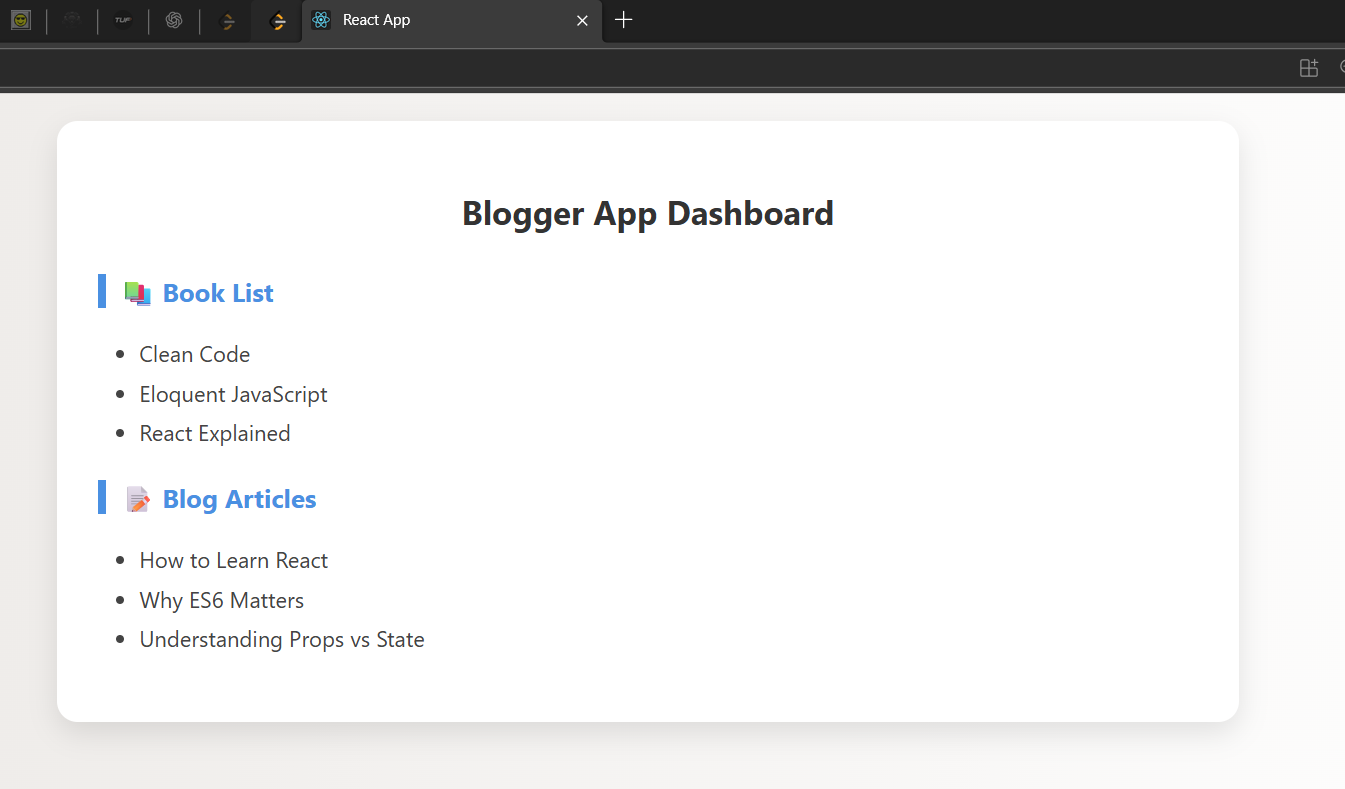 TUF
React App
Blogger App Dashboard
📚 Book List
Clean Code
Eloquent JavaScript
React Explained
📝 Blog Articles
How to Learn React
Why ES6 Matters
Understanding Props vs State